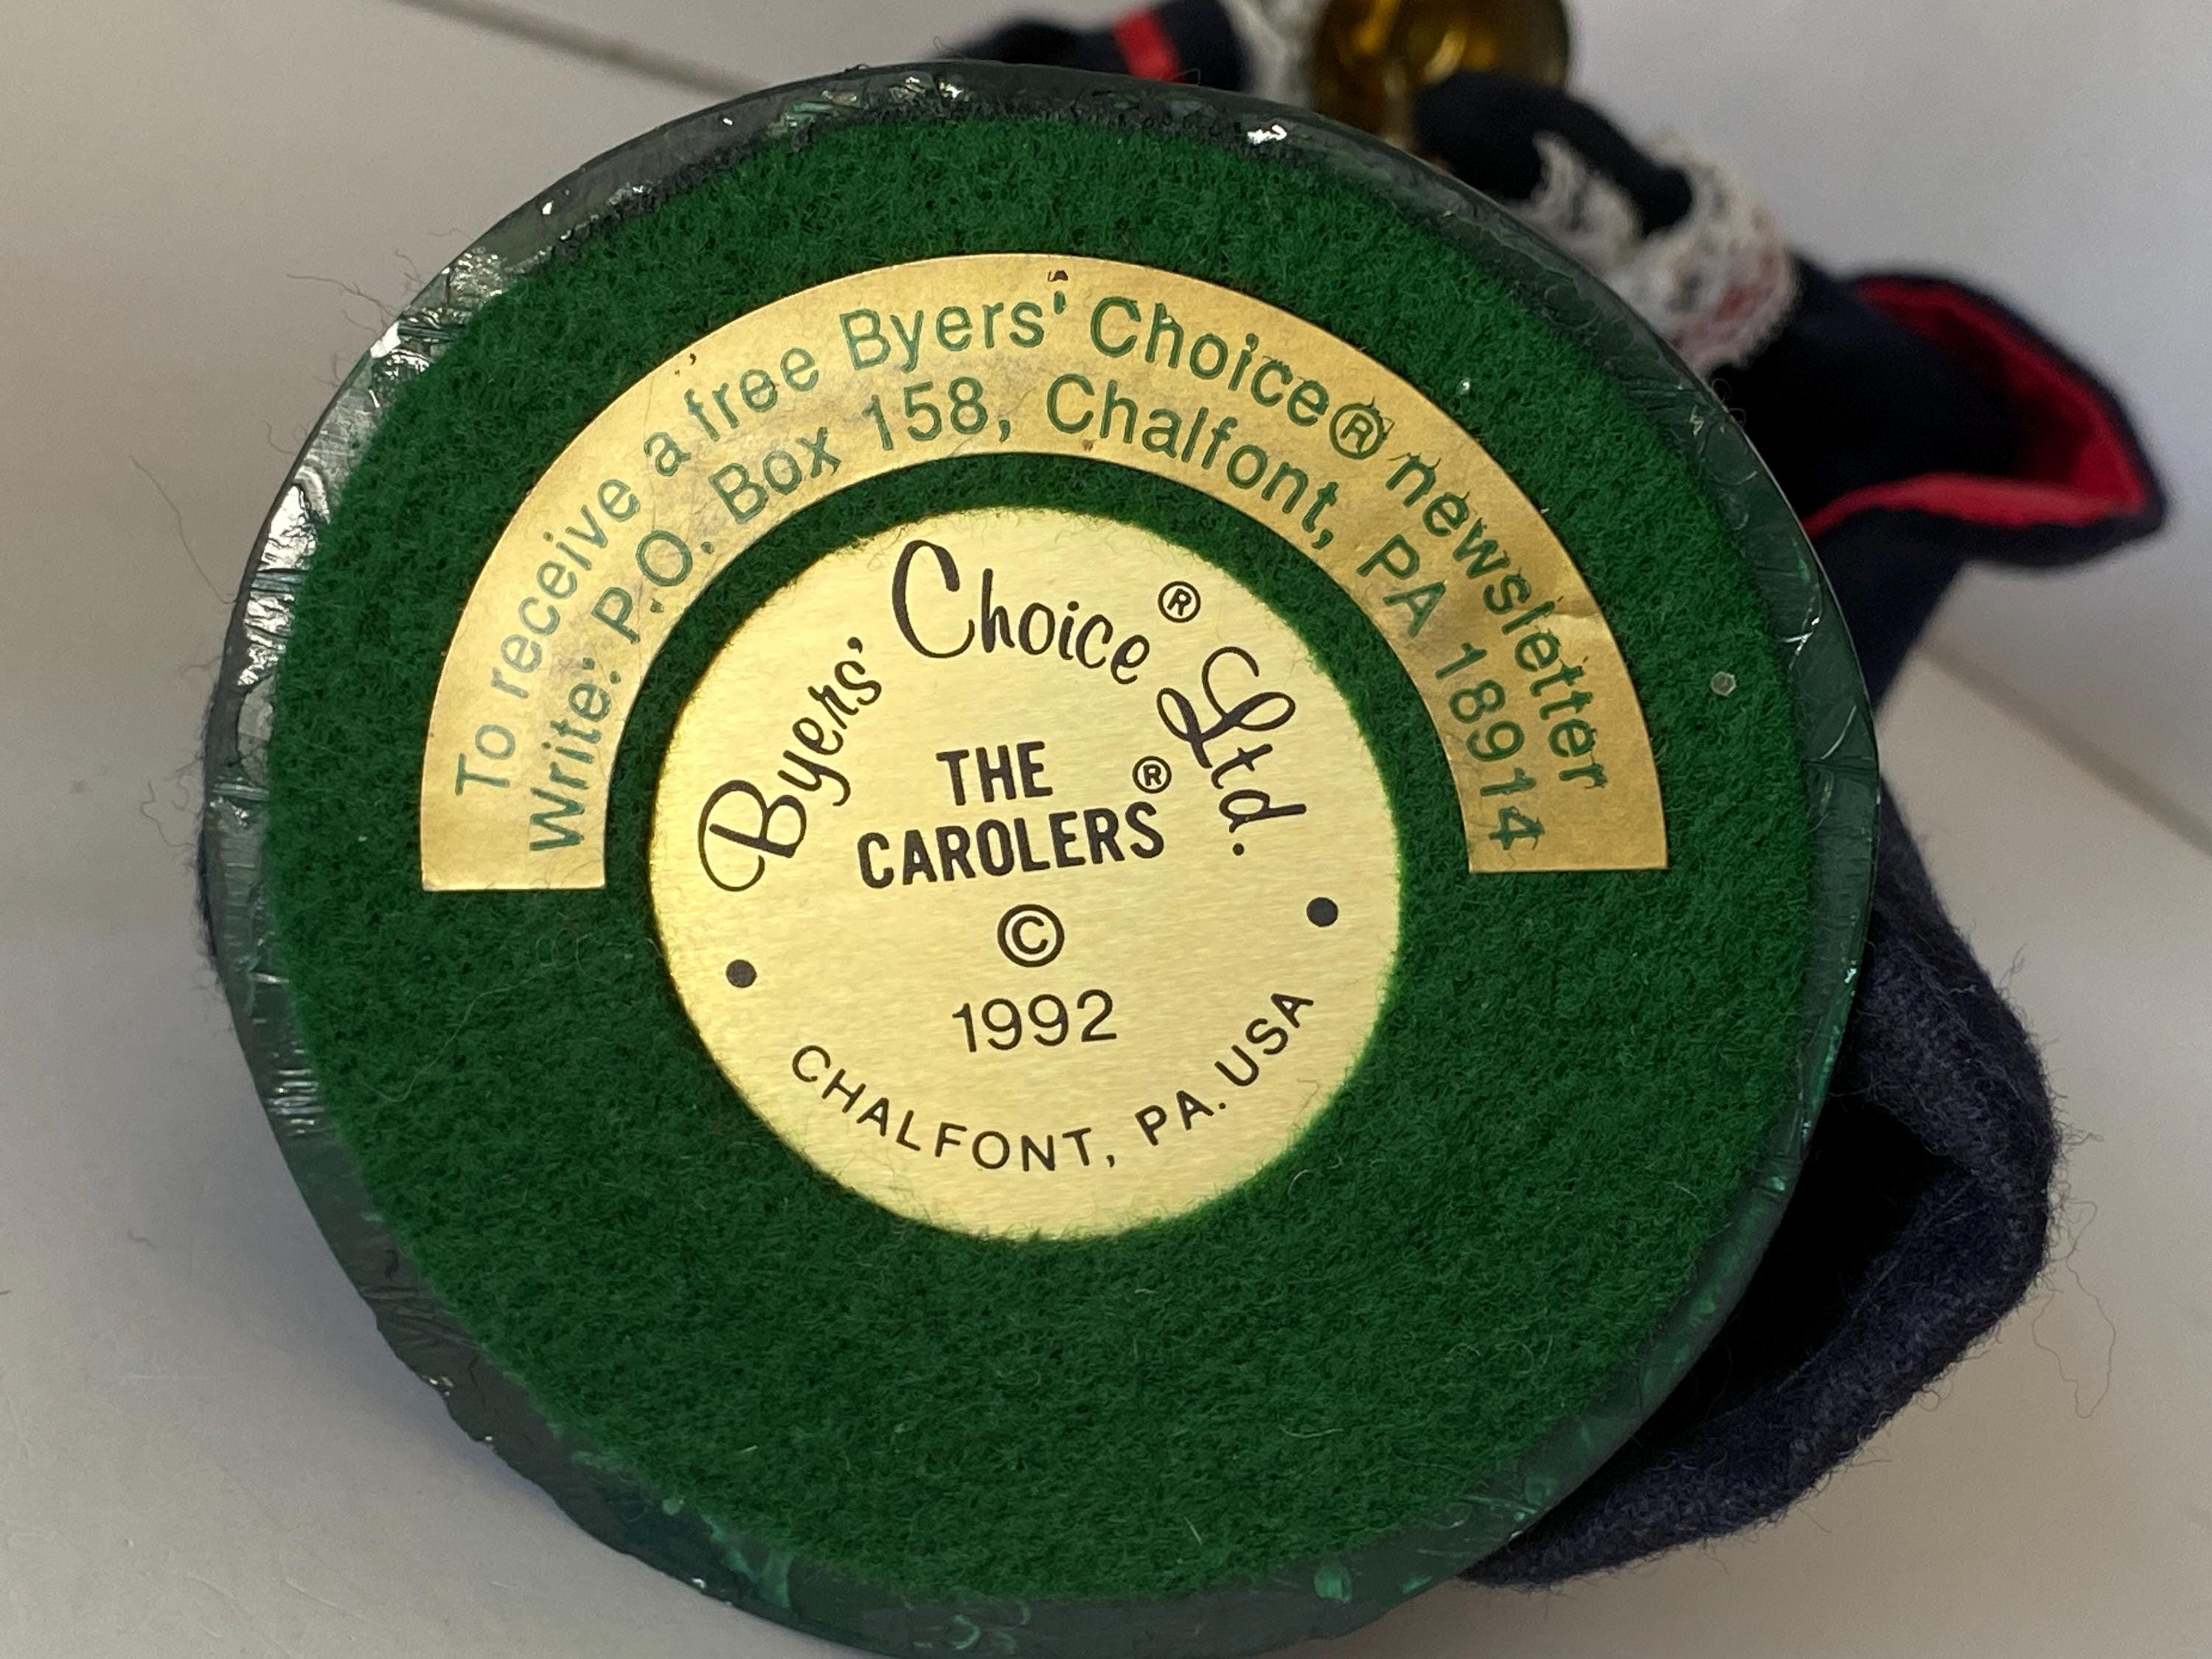 To receive a free Byers' Choice® newsletter
Write: P.O. Box 158, Chalfont, PA 18914
Byers' Choice® Ltd.
THE
CAROLERS®
©
1992
CHALFONT, PA. USA